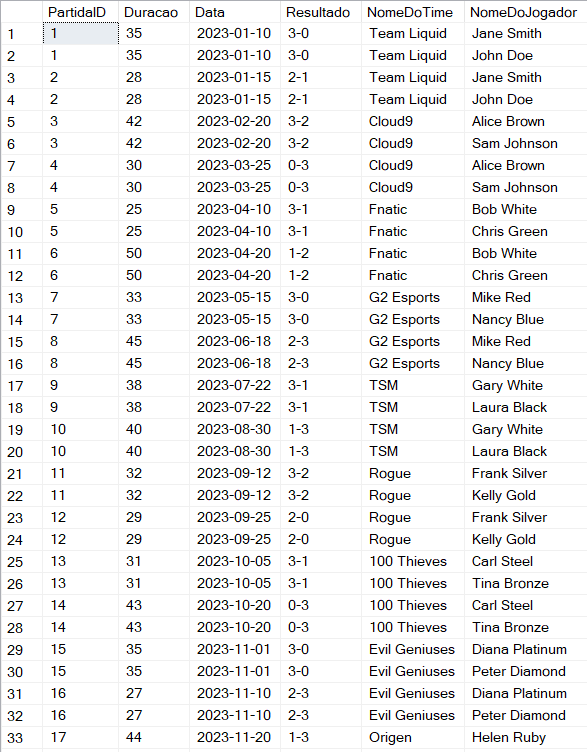 PartidaID Duracao Data Resultado NomeDoTime NomeDoJogador
1 1 35 2023-01-10 3-0 Team Liquid Jane Smith
2 1 35 2023-01-10 3-0 Team Liquid John Doe
3 2 28 2023-01-15 2-1 Team Liquid Jane Smith
4 2 28 2023-01-15 2-1 Team Liquid John Doe
5 3 42 2023-02-20 3-2 Cloud9 Alice Brown
6 3 42 2023-02-20 3-2 Cloud9 Sam Johnson
7 4 30 2023-03-25 0-3 Cloud9 Alice Brown
8 4 30 2023-03-25 0-3 Cloud9 Sam Johnson
9 5 25 2023-04-10 3-1 Fnatic Bob White
10 5 25 2023-04-10 3-1 Fnatic Chris Green
11 6 50 2023-04-20 1-2 Fnatic Bob White
12 6 50 2023-04-20 1-2 Fnatic Chris Green
13 7 33 2023-05-15 3-0 G2 Esports Mike Red
14 7 33 2023-05-15 3-0 G2 Esports Nancy Blue
15 8 45 2023-06-18 2-3 G2 Esports Mike Red
16 8 45 2023-06-18 2-3 G2 Esports Nancy Blue
17 9 38 2023-07-22 3-1 TSM Gary White
18 9 38 2023-07-22 3-1 TSM Laura Black
19 10 40 2023-08-30 1-3 TSM Gary White
20 10 40 2023-08-30 1-3 TSM Laura Black
21 11 32 2023-09-12 3-2 Rogue Frank Silver
22 11 32 2023-09-12 3-2 Rogue Kelly Gold
23 12 29 2023-09-25 2-0 Rogue Frank Silver
24 12 29 2023-09-25 2-0 Rogue Kelly Gold
25 13 31 2023-10-05 3-1 100 Thieves Carl Steel
26 13 31 2023-10-05 3-1 100 Thieves Tina Bronze
27 14 43 2023-10-20 0-3 100 Thieves Carl Steel
28 14 43 2023-10-20 0-3 100 Thieves Tina Bronze
29 15 35 2023-11-01 3-0 Evil Geniuses Diana Platinum
30 15 35 2023-11-01 3-0 Evil Geniuses Peter Diamond
31 16 27 2023-11-10 2-3 Evil Geniuses Diana Platinum
32 16 27 2023-11-10 2-3 Evil Geniuses Peter Diamond
33 17 44 2023-11-20 1-3 Origen Helen Ruby